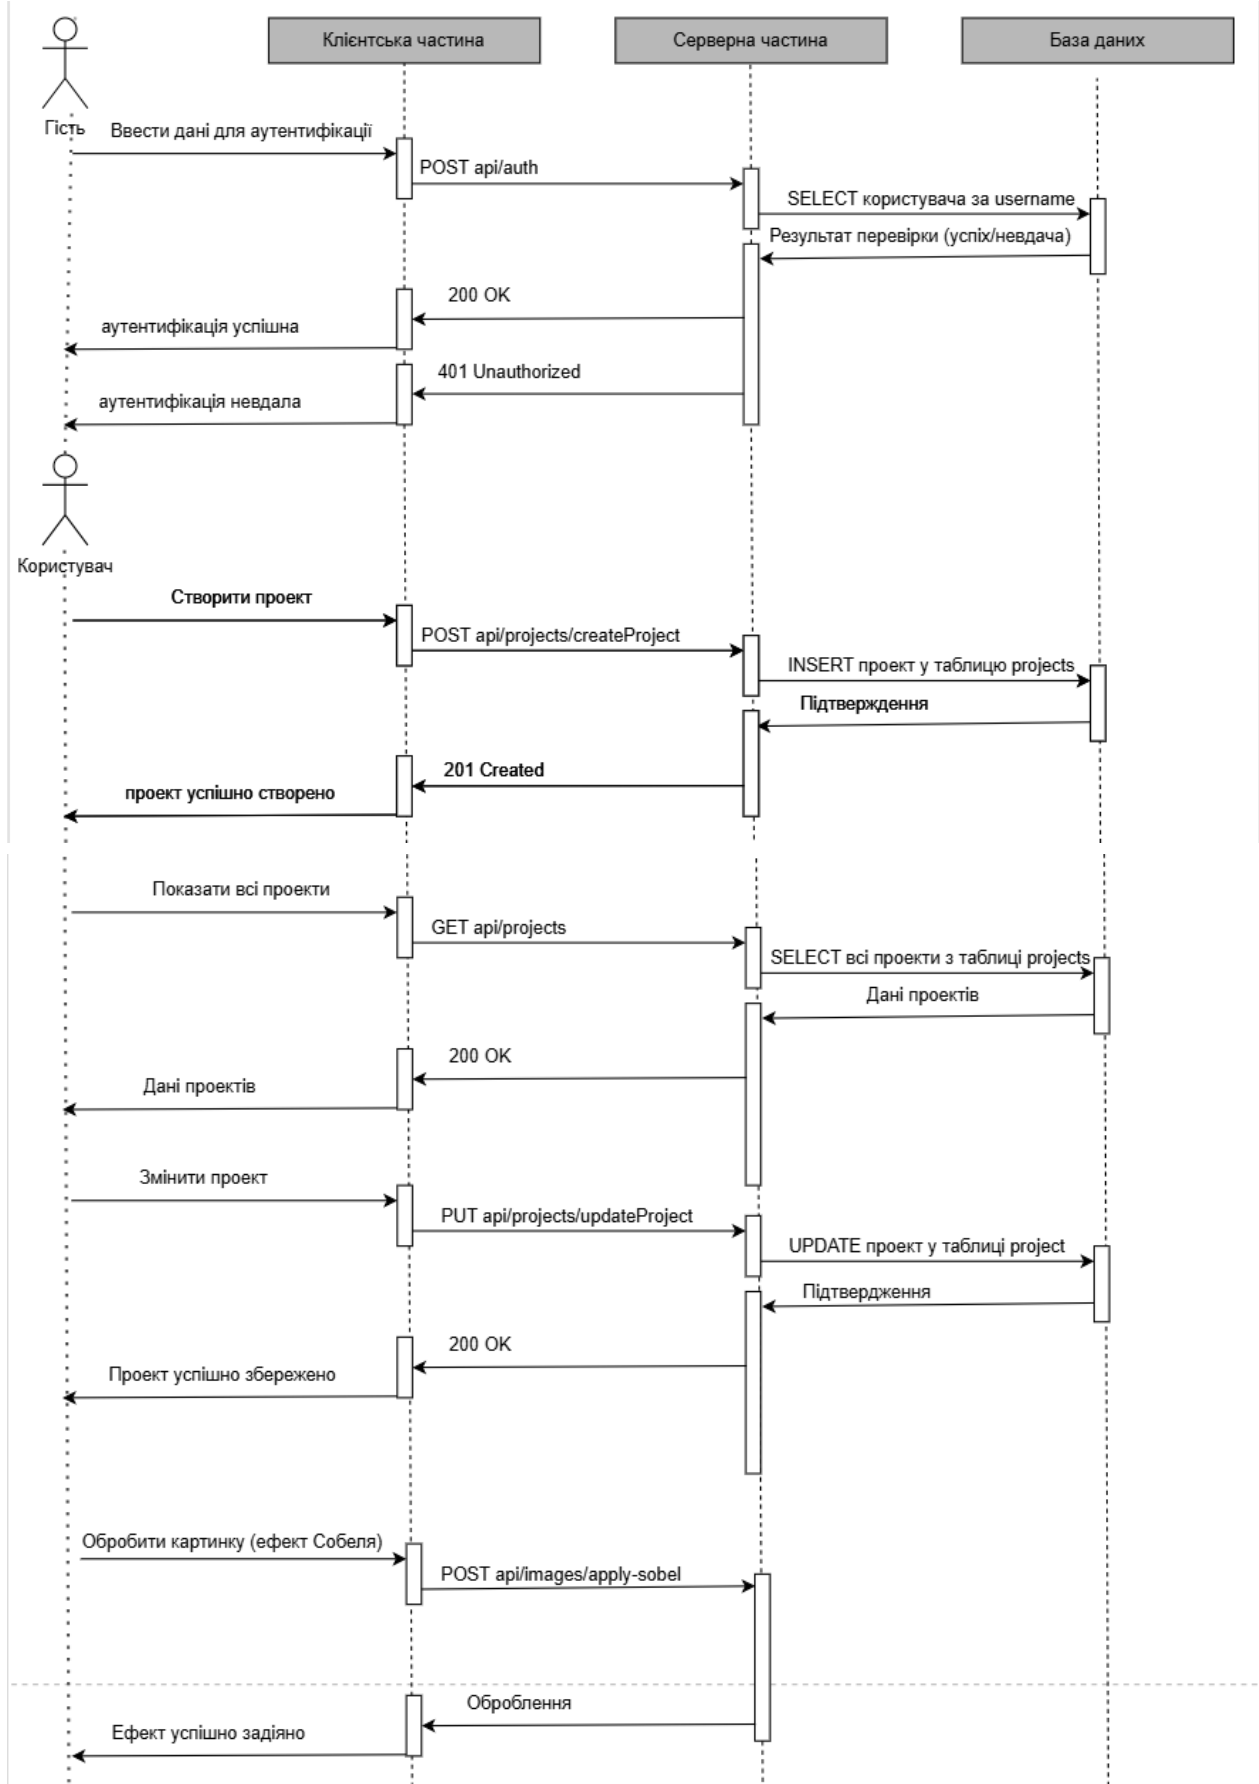 Клієнтська частина
Серверна частина
База даних
Гість
Ввести дані для аутентифікації
POST api/auth
SELECT користувача за username
Результат перевірки (успіх/невдача)
200 OK
аутентифікація успішна
401 Unauthorized
аутентифікація невдала
Користувач
Створити проект
POST api/projects/createProject
INSERT проект у таблицю projects
Підтверждення
201 Created
проект успішно створено
Показати всі проекти
GET api/projects
SELECT всі проекти з таблиці projects
Дані проектів
200 OK
Дані проектів
Змінити проект
PUT api/projects/updateProject
UPDATE проект у таблиці project
Підтвердження
200 OK
Проект успішно збережено
Обробити картинку (ефект Собеля)
POST api/images/apply-sobel
Оброблення
Ефект успішно задіяно